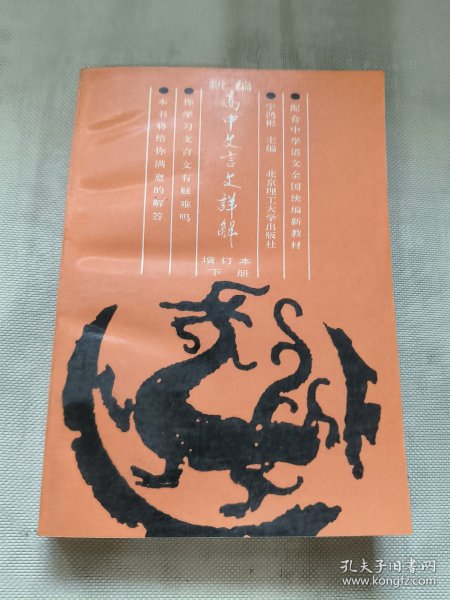 配合中学语文全国统编新教材
宁鸿彬 主编 北京理工大学出版社
新编
高中文言文詳解
增订本
下册
你学习文言文有疑难吗
本书将给你满意的解答
孔夫子旧书网
www.kongfz.com